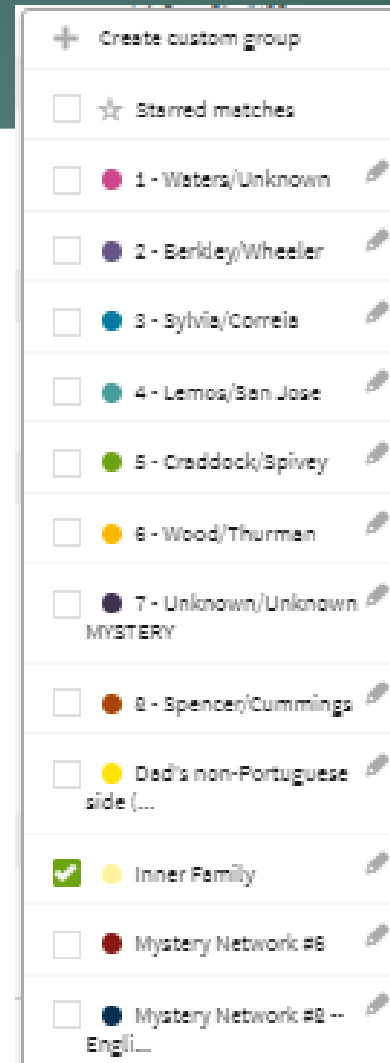 Create custom group
Starred matches
1 - Waters/Unknown
2 - Berkley/Wheeler
3 - Sylvia/Correia
4 - Lemos/San Jose
5 - Craddock/Spivey
6 - Wood/Thurman
7 - Unknown/Unknown
MYSTERY
8 - Spencer/Cummings
Dad's non-Portuguese
side (...
Inner Family
Mystery Network #6
Mystery Network #8 --
Engli...